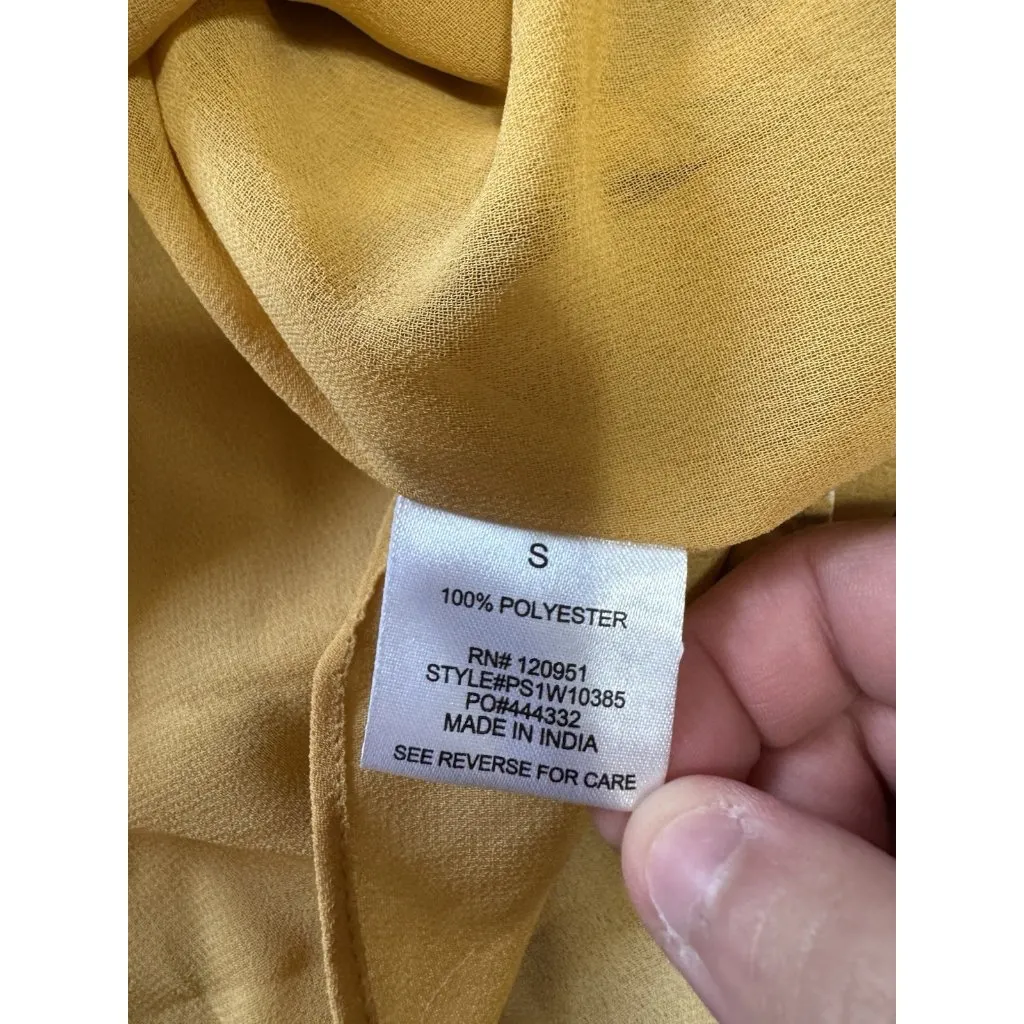 S
100% POLYESTER
RN# 120951
STYLE#PS1W10385
PO#444332
MADE IN INDIA
SEE REVERSE FOR CARE